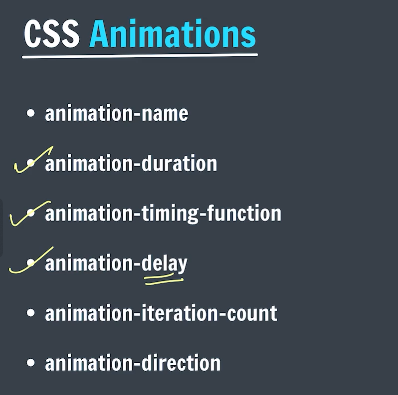 CSS Animations
• animation-name
• animation-duration
• animation-timing-function
• animation-delay
• animation-iteration-count
• animation-direction